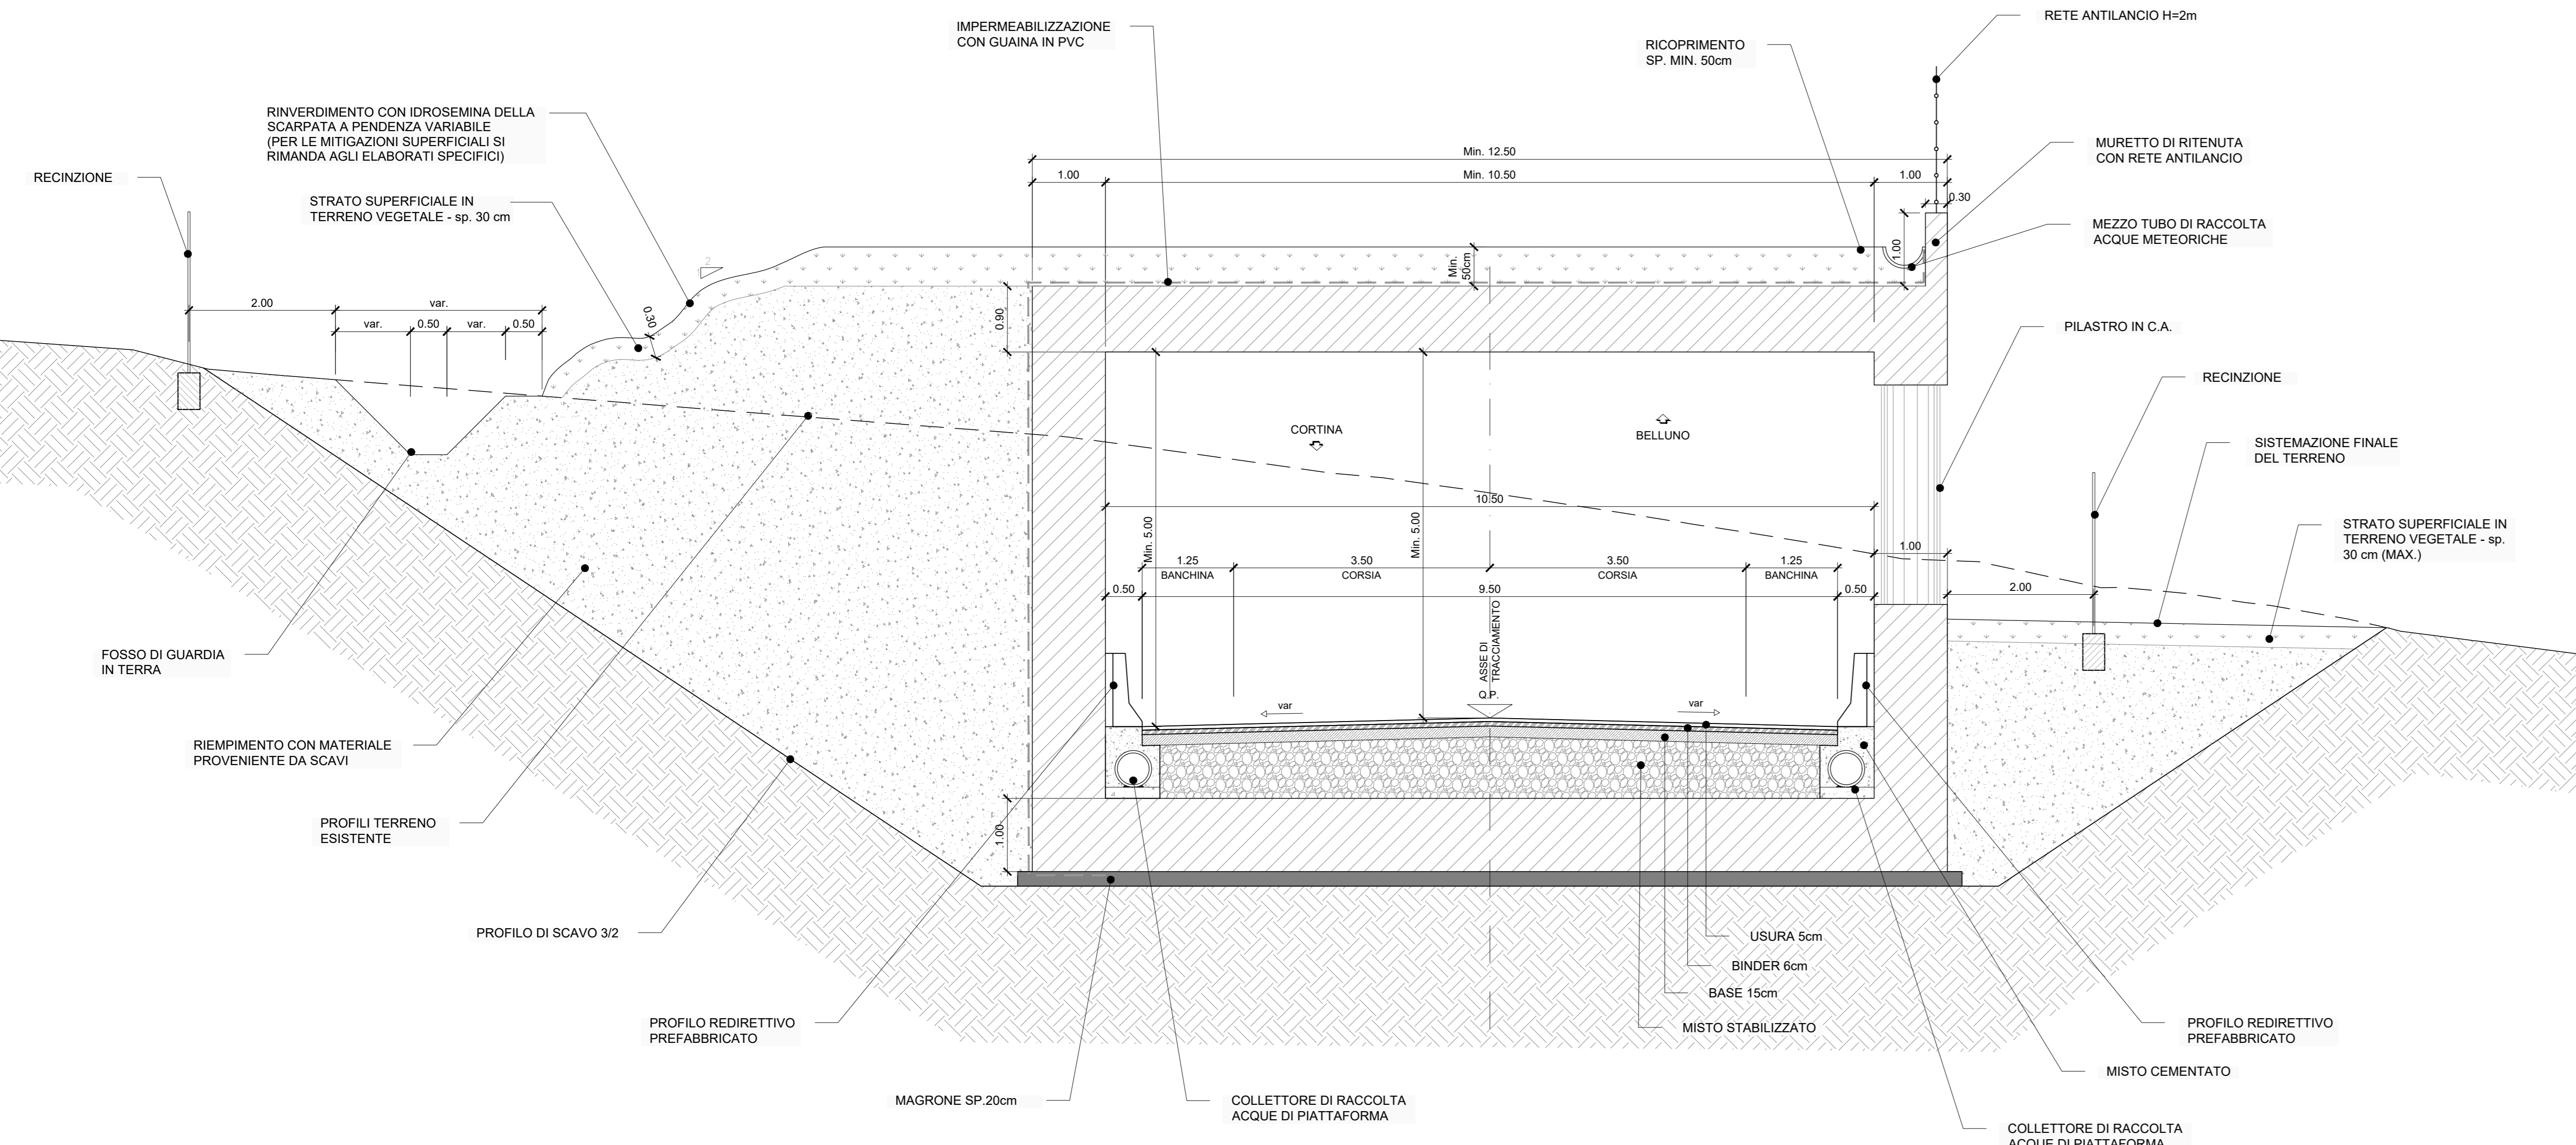 IMPERMEABILIZZAZIONE
CON GUAINA IN PVC
RICOPRIMENTO
SP. MIN. 50cm
RETE ANTILANCIO H=2m
RINVERDIMENTO CON IDROSEMINA DELLA
SCARPATA A PENDENZA VARIABILE
(PER LE MITIGAZIONI SUPERFICIALI SI
RIMANDA AGLI ELABORATI SPECIFICI)
RECINZIONE
STRATO SUPERFICIALE IN
TERRENO VEGETALE - sp. 30 cm
MURETTO DI RITENUTA
CON RETE ANTILANCIO
MEZZO TUBO DI RACCOLTA
ACQUE METEORICHE
Min. 12.50
1.00
Min. 10.50
1.00
0.30
1.00
Min.
50cm
2
1
2.00
var.
var.
0.50
var.
0.50
0.30
0.90
PILASTRO IN C.A.
RECINZIONE
CORTINA
BELLUNO
SISTEMAZIONE FINALE
DEL TERRENO
10.50
Min. 5.00
Min. 5.00
STRATO SUPERFICIALE IN
TERRENO VEGETALE - sp.
30 cm (MAX.)
1.00
1.25
3.50
3.50
1.25
BANCHINA
CORSIA
CORSIA
BANCHINA
0.50
9.50
0.50
2.00
ASSE DI
TRACCIAMENTO
Q.P.
var
var
FOSSO DI GUARDIA
IN TERRA
RIEMPIMENTO CON MATERIALE
PROVENIENTE DA SCAVI
PROFILI TERRENO
ESISTENTE
1.00
PROFILO DI SCAVO 3/2
USURA 5cm
BINDER 6cm
BASE 15cm
MISTO STABILIZZATO
PROFILO REDIRETTIVO
PREFABBRICATO
PROFILO REDIRETTIVO
PREFABBRICATO
MISTO CEMENTATO
MAGRONE SP.20cm
COLLETTORE DI RACCOLTA
ACQUE DI PIATTAFORMA
COLLETTORE DI RACCOLTA
ACQUE DI PIATTAFORMA